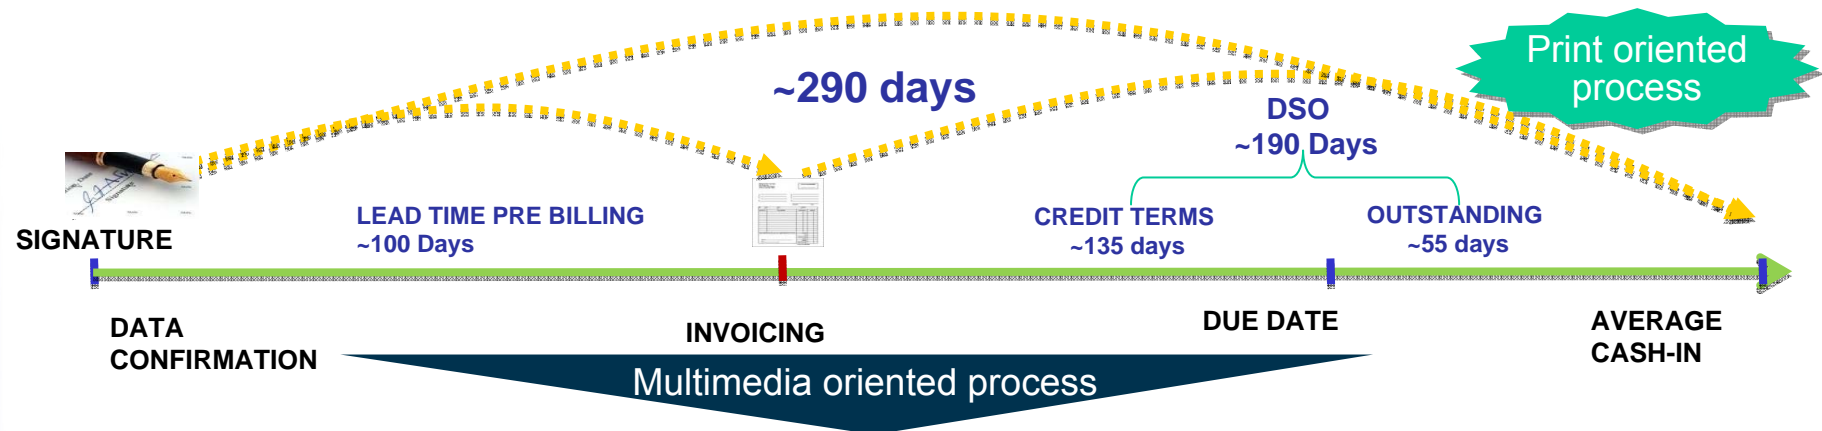 Print oriented
process
~290 days
DSO
~190 Days
LEAD TIME PRE BILLING
~100 Days
CREDIT TERMS
~135 days
OUTSTANDING
~55 days
SIGNATURE
DATA
CONFIRMATION
INVOICING
DUE DATE
AVERAGE
CASH-IN
Multimedia oriented process